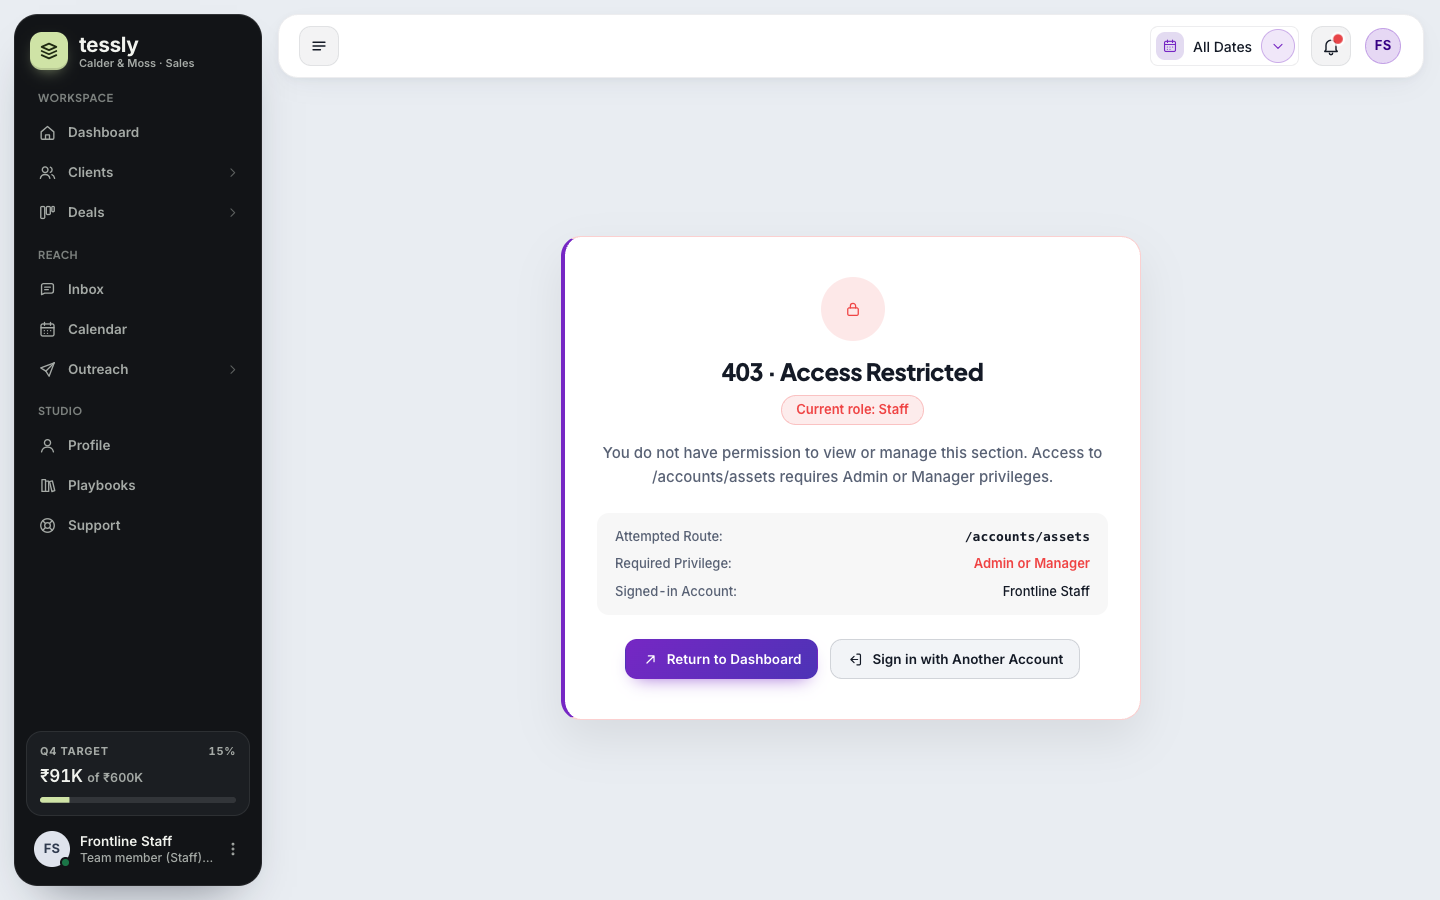 tessly
Calder & Moss · Sales
WORKSPACE
Dashboard
Clients
Deals
REACH
Inbox
Calendar
Outreach
STUDIO
Profile
Playbooks
Support
Q4 TARGET 15%
₹91K of ₹600K
FS
Frontline Staff
Team member (Staff)...
All Dates
FS
403 · Access Restricted
Current role: Staff
You do not have permission to view or manage this section. Access to
/accounts/assets requires Admin or Manager privileges.
Attempted Route: /accounts/assets
Required Privilege: Admin or Manager
Signed-in Account: Frontline Staff
Return to Dashboard
Sign in with Another Account